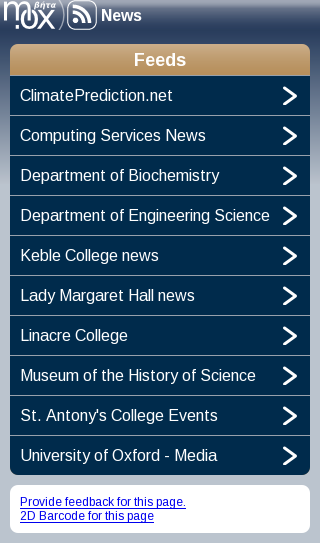 mox βήτα News
Feeds
ClimatePrediction.net
Computing Services News
Department of Biochemistry
Department of Engineering Science
Keble College news
Lady Margaret Hall news
Linacre College
Museum of the History of Science
St. Antony's College Events
University of Oxford - Media
Provide feedback for this page.
2D Barcode for this page